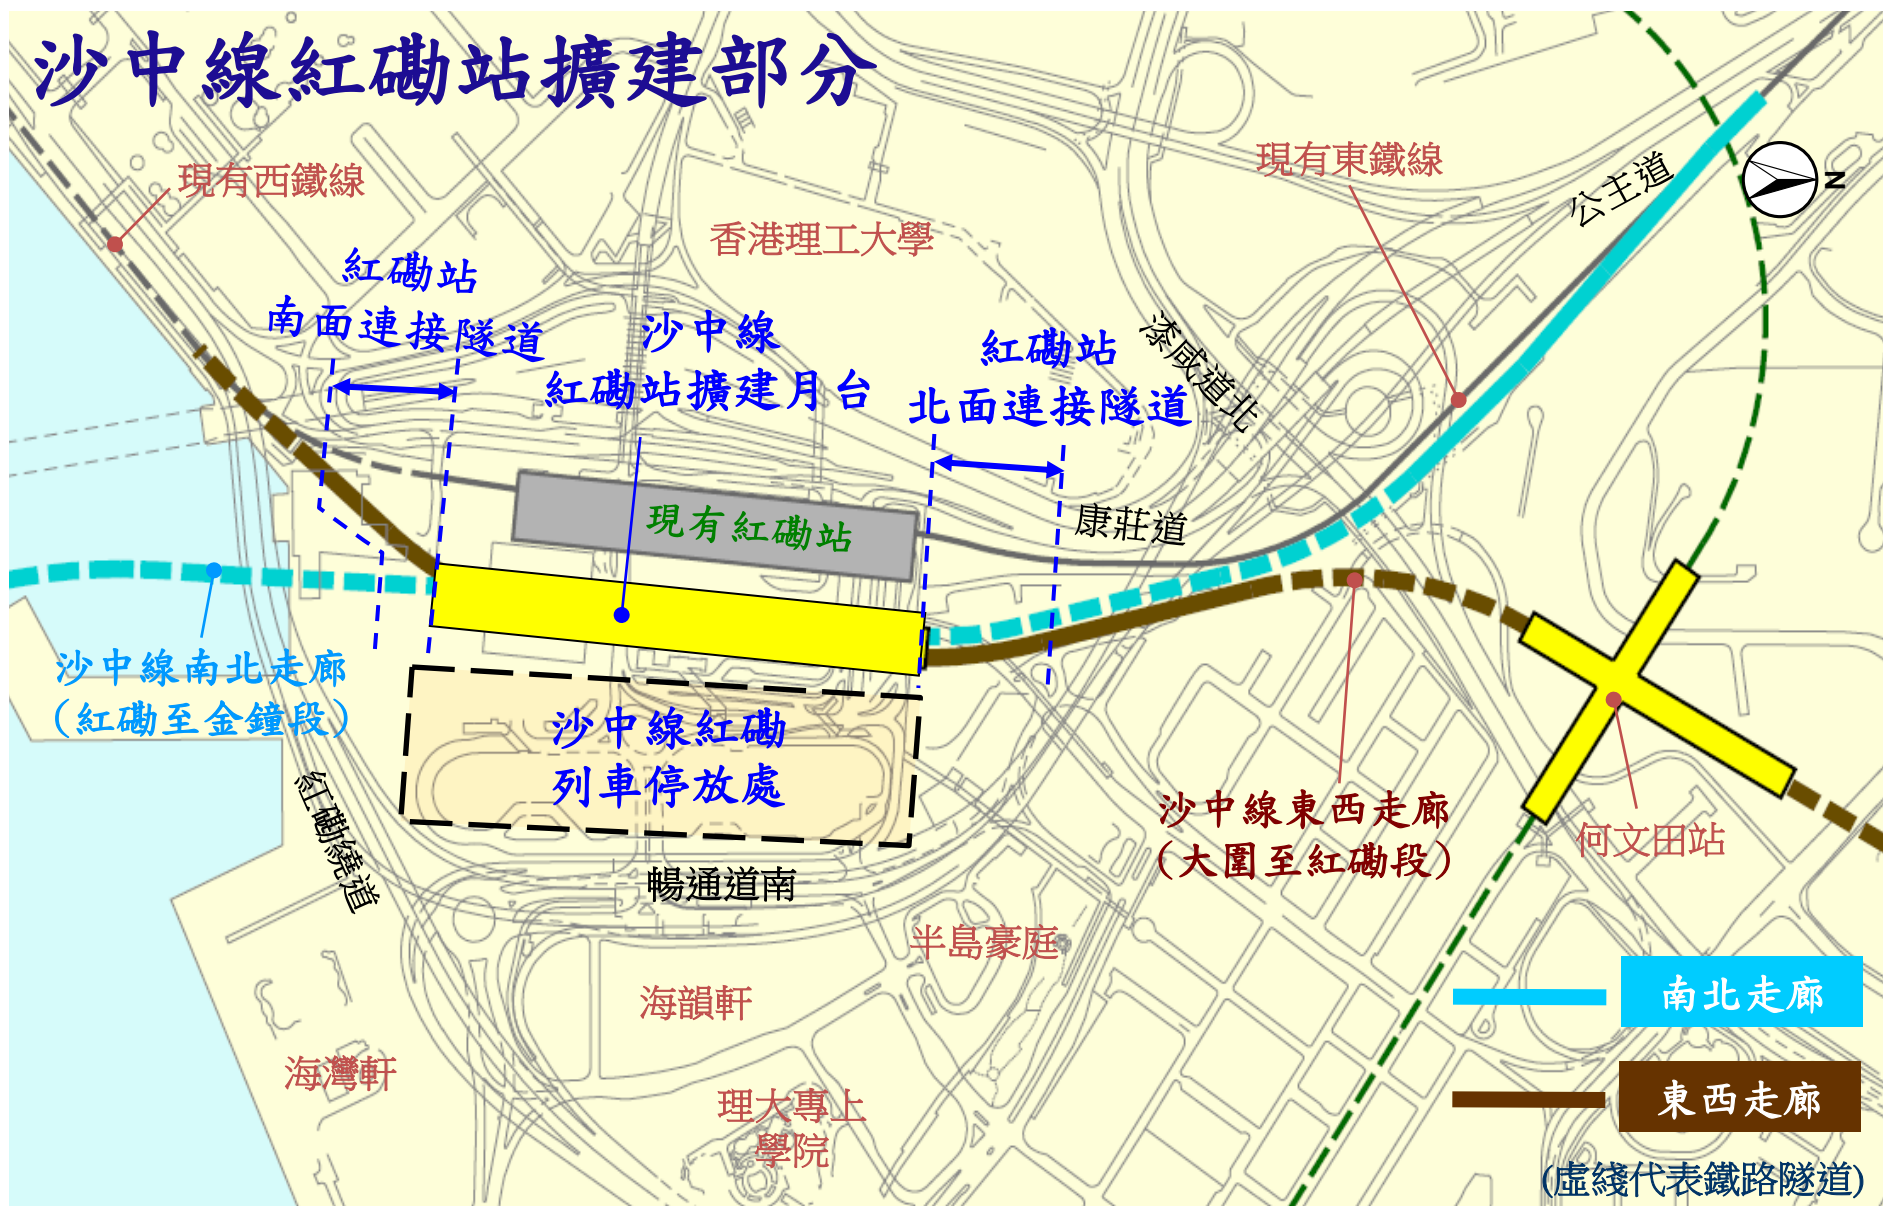 沙中線紅磡站擴建部分
現有西鐵線
現有東鐵線
公主道
N
香港理工大學
紅磡站
南面連接隧道
沙中線
紅磡站擴建月台
紅磡站
北面連接隧道
漆咸道北
現有紅磡站
康莊道
沙中線南北走廊
(紅磡至金鐘段)
沙中線紅磡
列車停放處
紅磡繞道
暢通道南
沙中線東西走廊
(大圍至紅磡段)
何文田站
半島豪庭
海韻軒
海灣軒
理大專上
學院
南北走廊
東西走廊
(虛綫代表鐵路隧道)